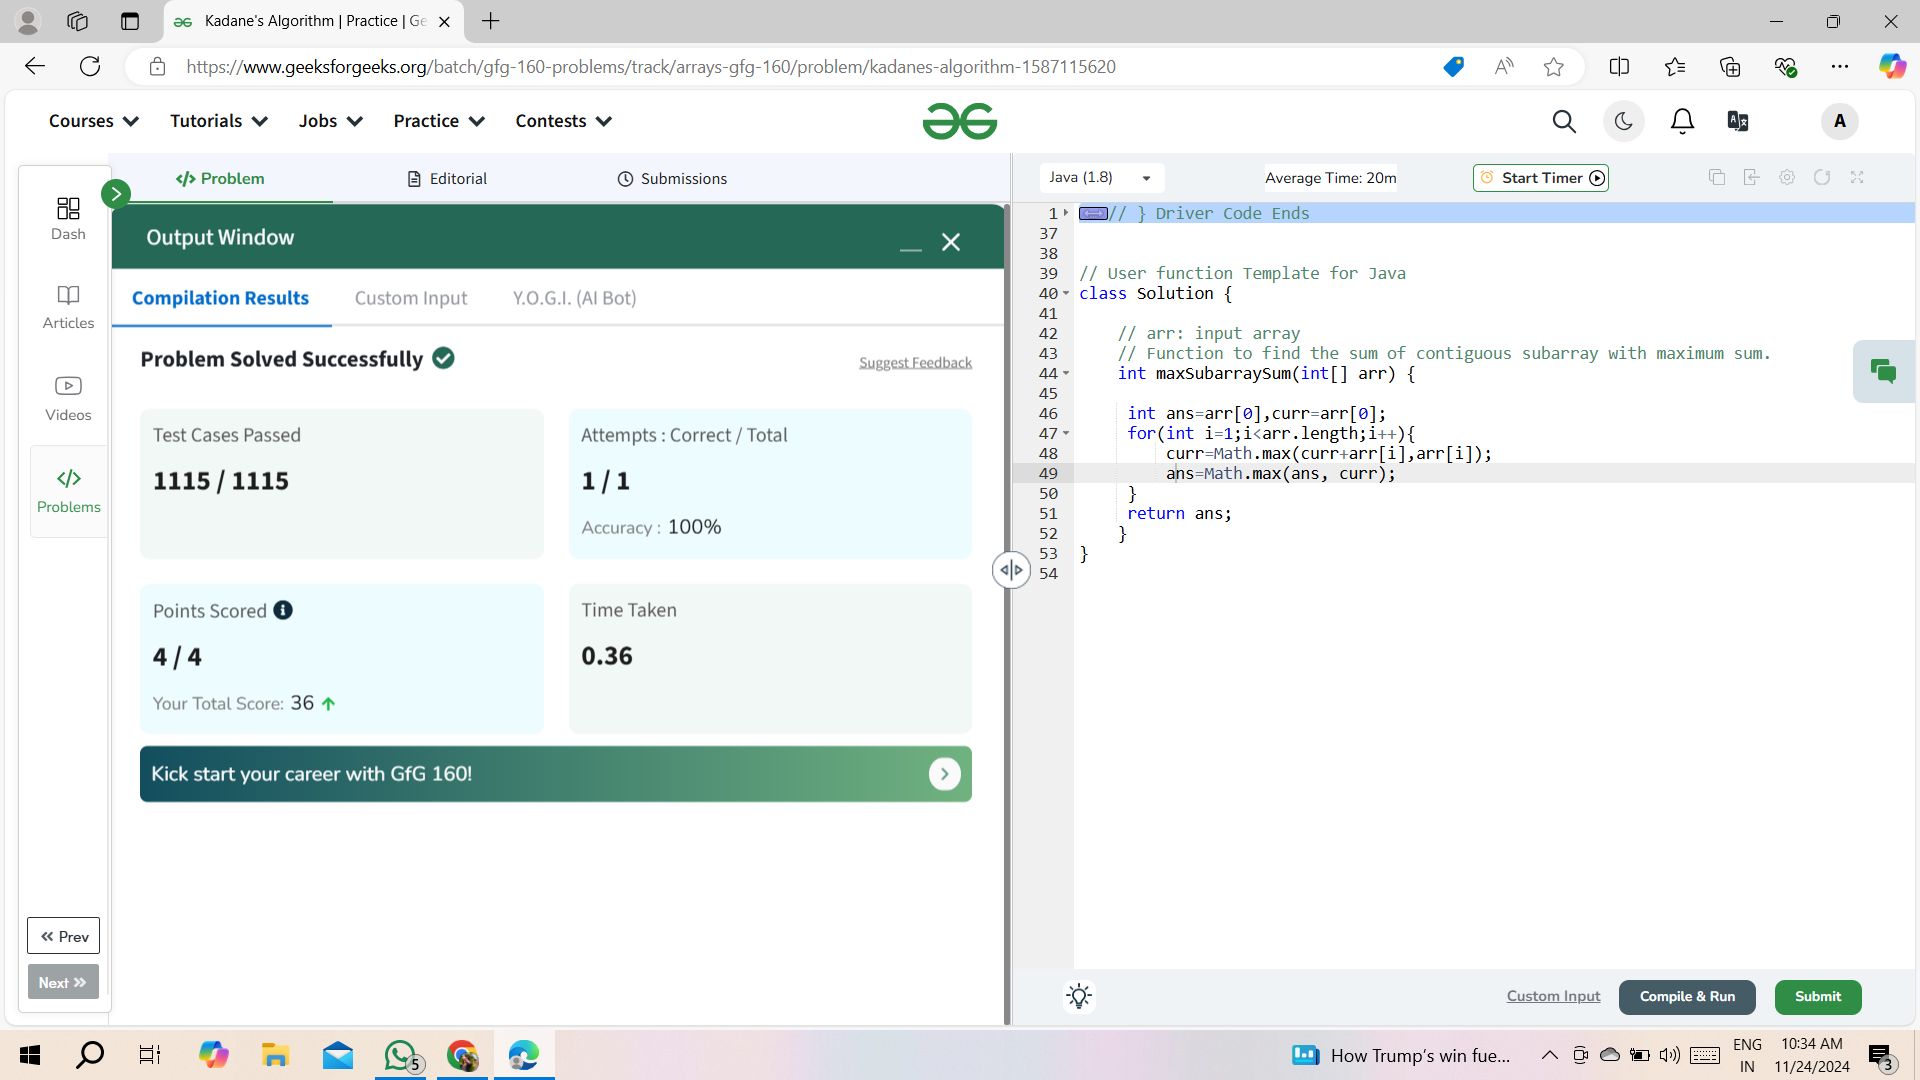 Kadane's Algorithm | Practice | Ge
https://www.geeksforgeeks.org/batch/gfg-160-problems/track/arrays-gfg-160/problem/kadanes-algorithm-1587115620
Courses Tutorials Jobs Practice Contests
A
Dash
Articles
Videos
Problems
Prev
Next
Problem Editorial Submissions
Output Window
Compilation Results Custom Input Y.O.G.I. (AI Bot)
Problem Solved Successfully
Suggest Feedback
Test Cases Passed
1115 / 1115
Attempts : Correct / Total
1 / 1
Accuracy : 100%
Points Scored
4 / 4
Your Total Score: 36
Time Taken
0.36
Kick start your career with GfG 160!
Java (1.8) Average Time: 20m Start Timer
1 // } Driver Code Ends
37
38
39 // User function Template for Java
40 class Solution {
41
42 // arr: input array
43 // Function to find the sum of contiguous subarray with maximum sum.
44 int maxSubarraySum(int[] arr) {
45
46 int ans=arr[0],curr=arr[0];
47 for(int i=1;i<arr.length;i++){
48 curr=Math.max(curr+arr[i],arr[i]);
49 ans=Math.max(ans, curr);
50 }
51 return ans;
52 }
53 }
54
Custom Input Compile & Run Submit
5
How Trump's win fue...
ENG
IN
10:34 AM
11/24/2024
3